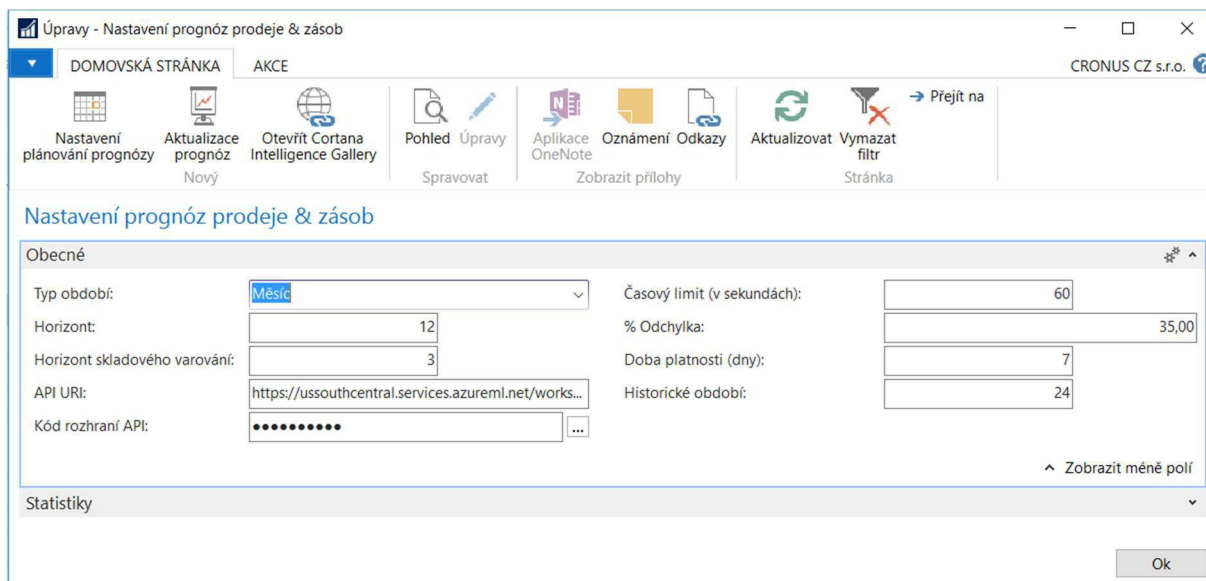 Úpravy - Nastavení prognóz prodeje & zásob
DOMOVSKÁ STRÁNKA AKCE CRONUS CZ s.r.o. ?
Nastavení plánování prognózy
Aktualizace prognóz
Otevřít Cortana Intelligence Gallery
Nový
Pohled
Úpravy
Spravovat
Aplikace OneNote
Oznámení
Odkazy
Zobrazit přílohy
Aktualizovat
Vymazat filtr
Přejít na
Stránka
Nastavení prognóz prodeje & zásob
Obecné
Typ období: Měsíc
Horizont: 12
Horizont skladového varování: 3
API URI: https://ussouthcentral.services.azureml.net/works...
Kód rozhraní API: ●●●●●●●●●● ...
Časový limit (v sekundách): 60
% Odchylka: 35,00
Doba platnosti (dny): 7
Historické období: 24
Zobrazit méně polí
Statistiky
Ok